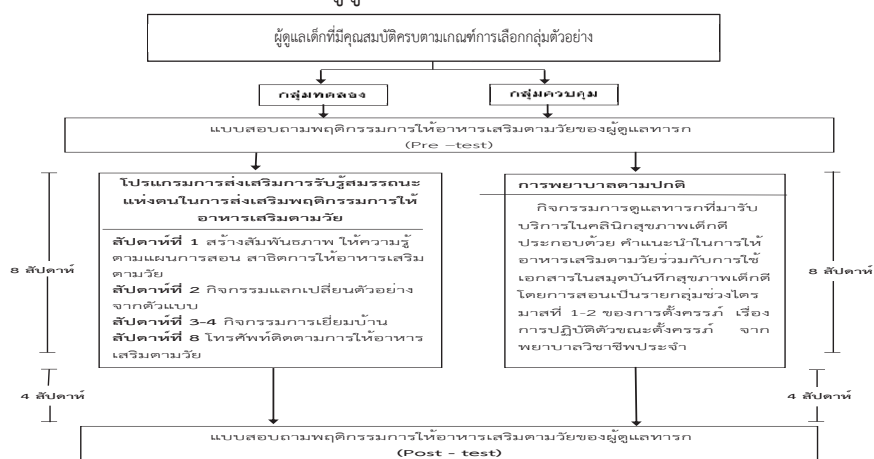 ผู้ดูแลเด็กที่มีคุณสมบัติครบตามเกณฑ์การเลือกกลุ่มตัวอย่าง
กลุ่มทดลอง
กลุ่มควบคุม
แบบสอบถามพฤติกรรมการให้อาหารเสริมตามวัยของผู้ดูแลทารก
(Pre –test)
8 สัปดาห์
โปรแกรมการส่งเสริมการรับรู้สมรรถนะ
แห่งตนในการส่งเสริมพฤติกรรมการให้
อาหารเสริมตามวัย
สัปดาห์ที่ 1 สร้างสัมพันธภาพ ให้ความรู้
ตามแผนการสอน สาธิตการให้อาหารเสริม
ตามวัย
สัปดาห์ที่ 2 กิจกรรมแลกเปลี่ยนตัวอย่าง
จากตัวแบบ
สัปดาห์ที่ 3-4 กิจกรรมการเยี่ยมบ้าน
สัปดาห์ที่ 8 โทรศัพท์ติดตามการให้อาหาร
เสริมตามวัย
การพยาบาลตามปกติ
กิจกรรมการดูแลทารกที่มารับ
บริการในคลินิกสุขภาพเด็กดี
ประกอบด้วย คำแนะนำในการให้
อาหารเสริมตามวัยร่วมกับการใช้
เอกสารในสมุดบันทึกสุขภาพเด็กดี
โดยการสอนเป็นรายกลุ่มช่วงไตร
มาสที่ 1-2 ของการตั้งครรภ์ เรื่อง
การปฏิบัติตัวขณะตั้งครรภ์ จาก
พยาบาลวิชาชีพประจำ
8 สัปดาห์
4 สัปดาห์
4 สัปดาห์
แบบสอบถามพฤติกรรมการให้อาหารเสริมตามวัยของผู้ดูแลทารก
(Post - test)